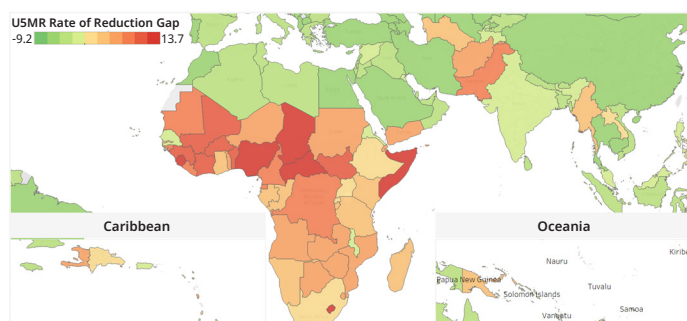 U5MR Rate of Reduction Gap
-9.2 13.7
Caribbean
Oceania
Nauru
Kiriba
Papua New Guinea
Solomon Islands
Tuvalu
Samoa
Vanuatu